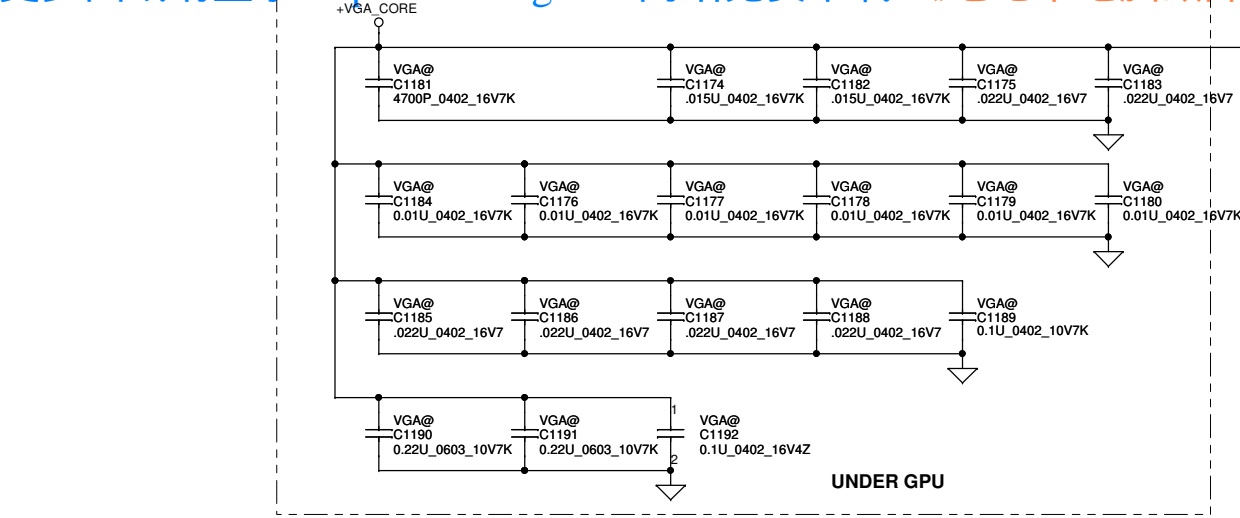 +VGA_CORE
VGA@
C1181
4700P_0402_16V7K
VGA@
C1174
.015U_0402_16V7K
VGA@
C1182
.015U_0402_16V7K
VGA@
C1175
.022U_0402_16V7
VGA@
C1183
.022U_0402_16V7
VGA@
C1184
0.01U_0402_16V7K
VGA@
C1176
0.01U_0402_16V7K
VGA@
C1177
0.01U_0402_16V7K
VGA@
C1178
0.01U_0402_16V7K
VGA@
C1179
0.01U_0402_16V7K
VGA@
C1180
0.01U_0402_16V7K
VGA@
C1185
.022U_0402_16V7
VGA@
C1186
.022U_0402_16V7
VGA@
C1187
.022U_0402_16V7
VGA@
C1188
.022U_0402_16V7
VGA@
C1189
0.1U_0402_10V7K
VGA@
C1190
0.22U_0603_10V7K
VGA@
C1191
0.22U_0603_10V7K
1
2
VGA@
C1192
0.1U_0402_16V4Z
UNDER GPU